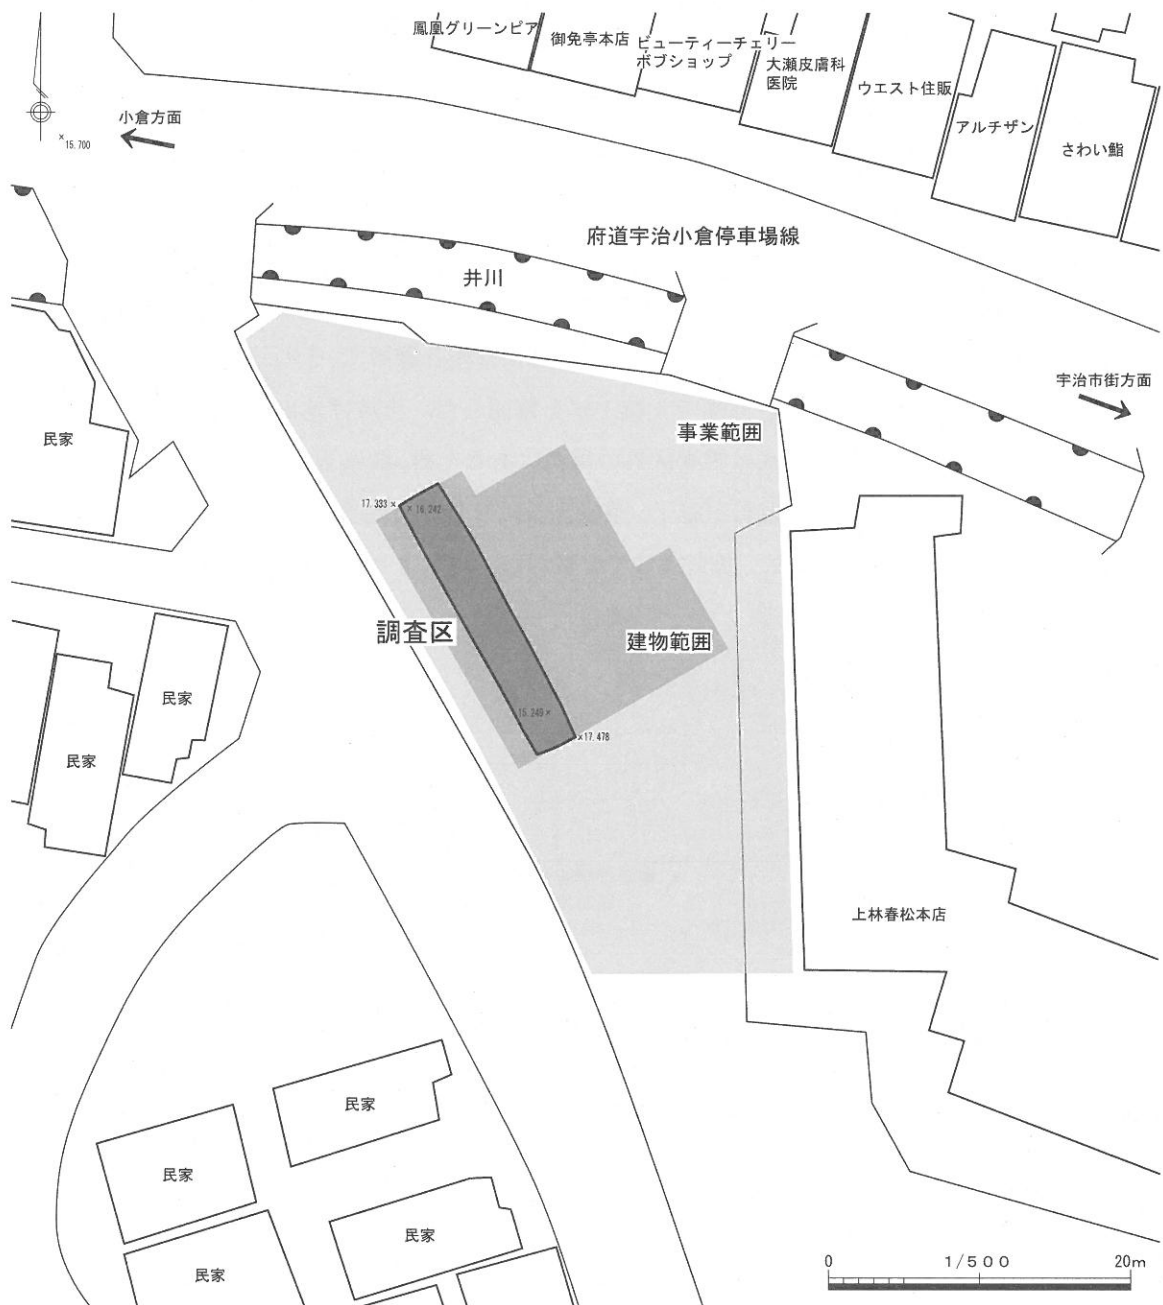 鳳凰グリーンピア
御免亭本店
ビューティーチェリー
ボブショップ
大瀬皮膚科
医院
ウエスト住販
アルチザン
さわい鮨
小倉方面
×15.700
府道宇治小倉停車場線
井川
宇治市街方面
事業範囲
民家
17.333×
×16.242
調査区
建物範囲
民家
民家
15.249×
×17.478
上林春松本店
民家
民家
民家
民家
0 1/500 20m